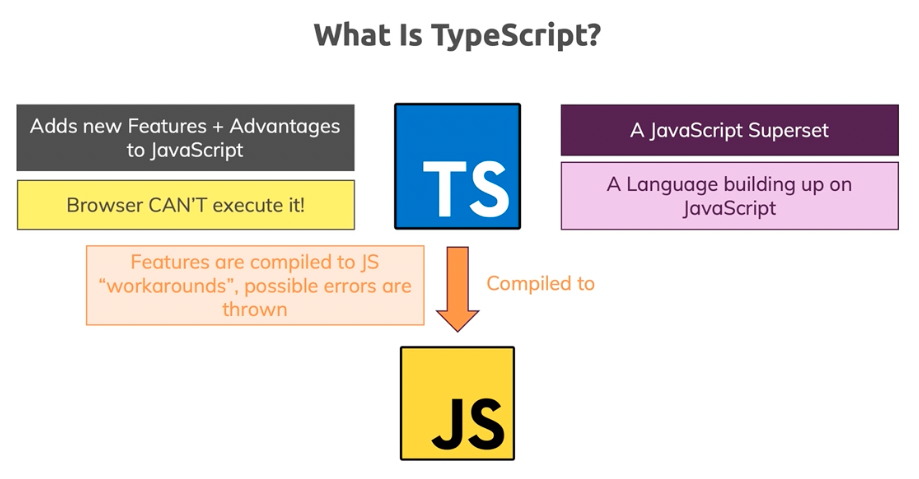 What Is TypeScript?
Adds new Features + Advantages
to JavaScript
Browser CAN'T execute it!
TS
A JavaScript Superset
A Language building up on
JavaScript
Features are compiled to JS
“workarounds”, possible errors are
thrown
Compiled to
JS